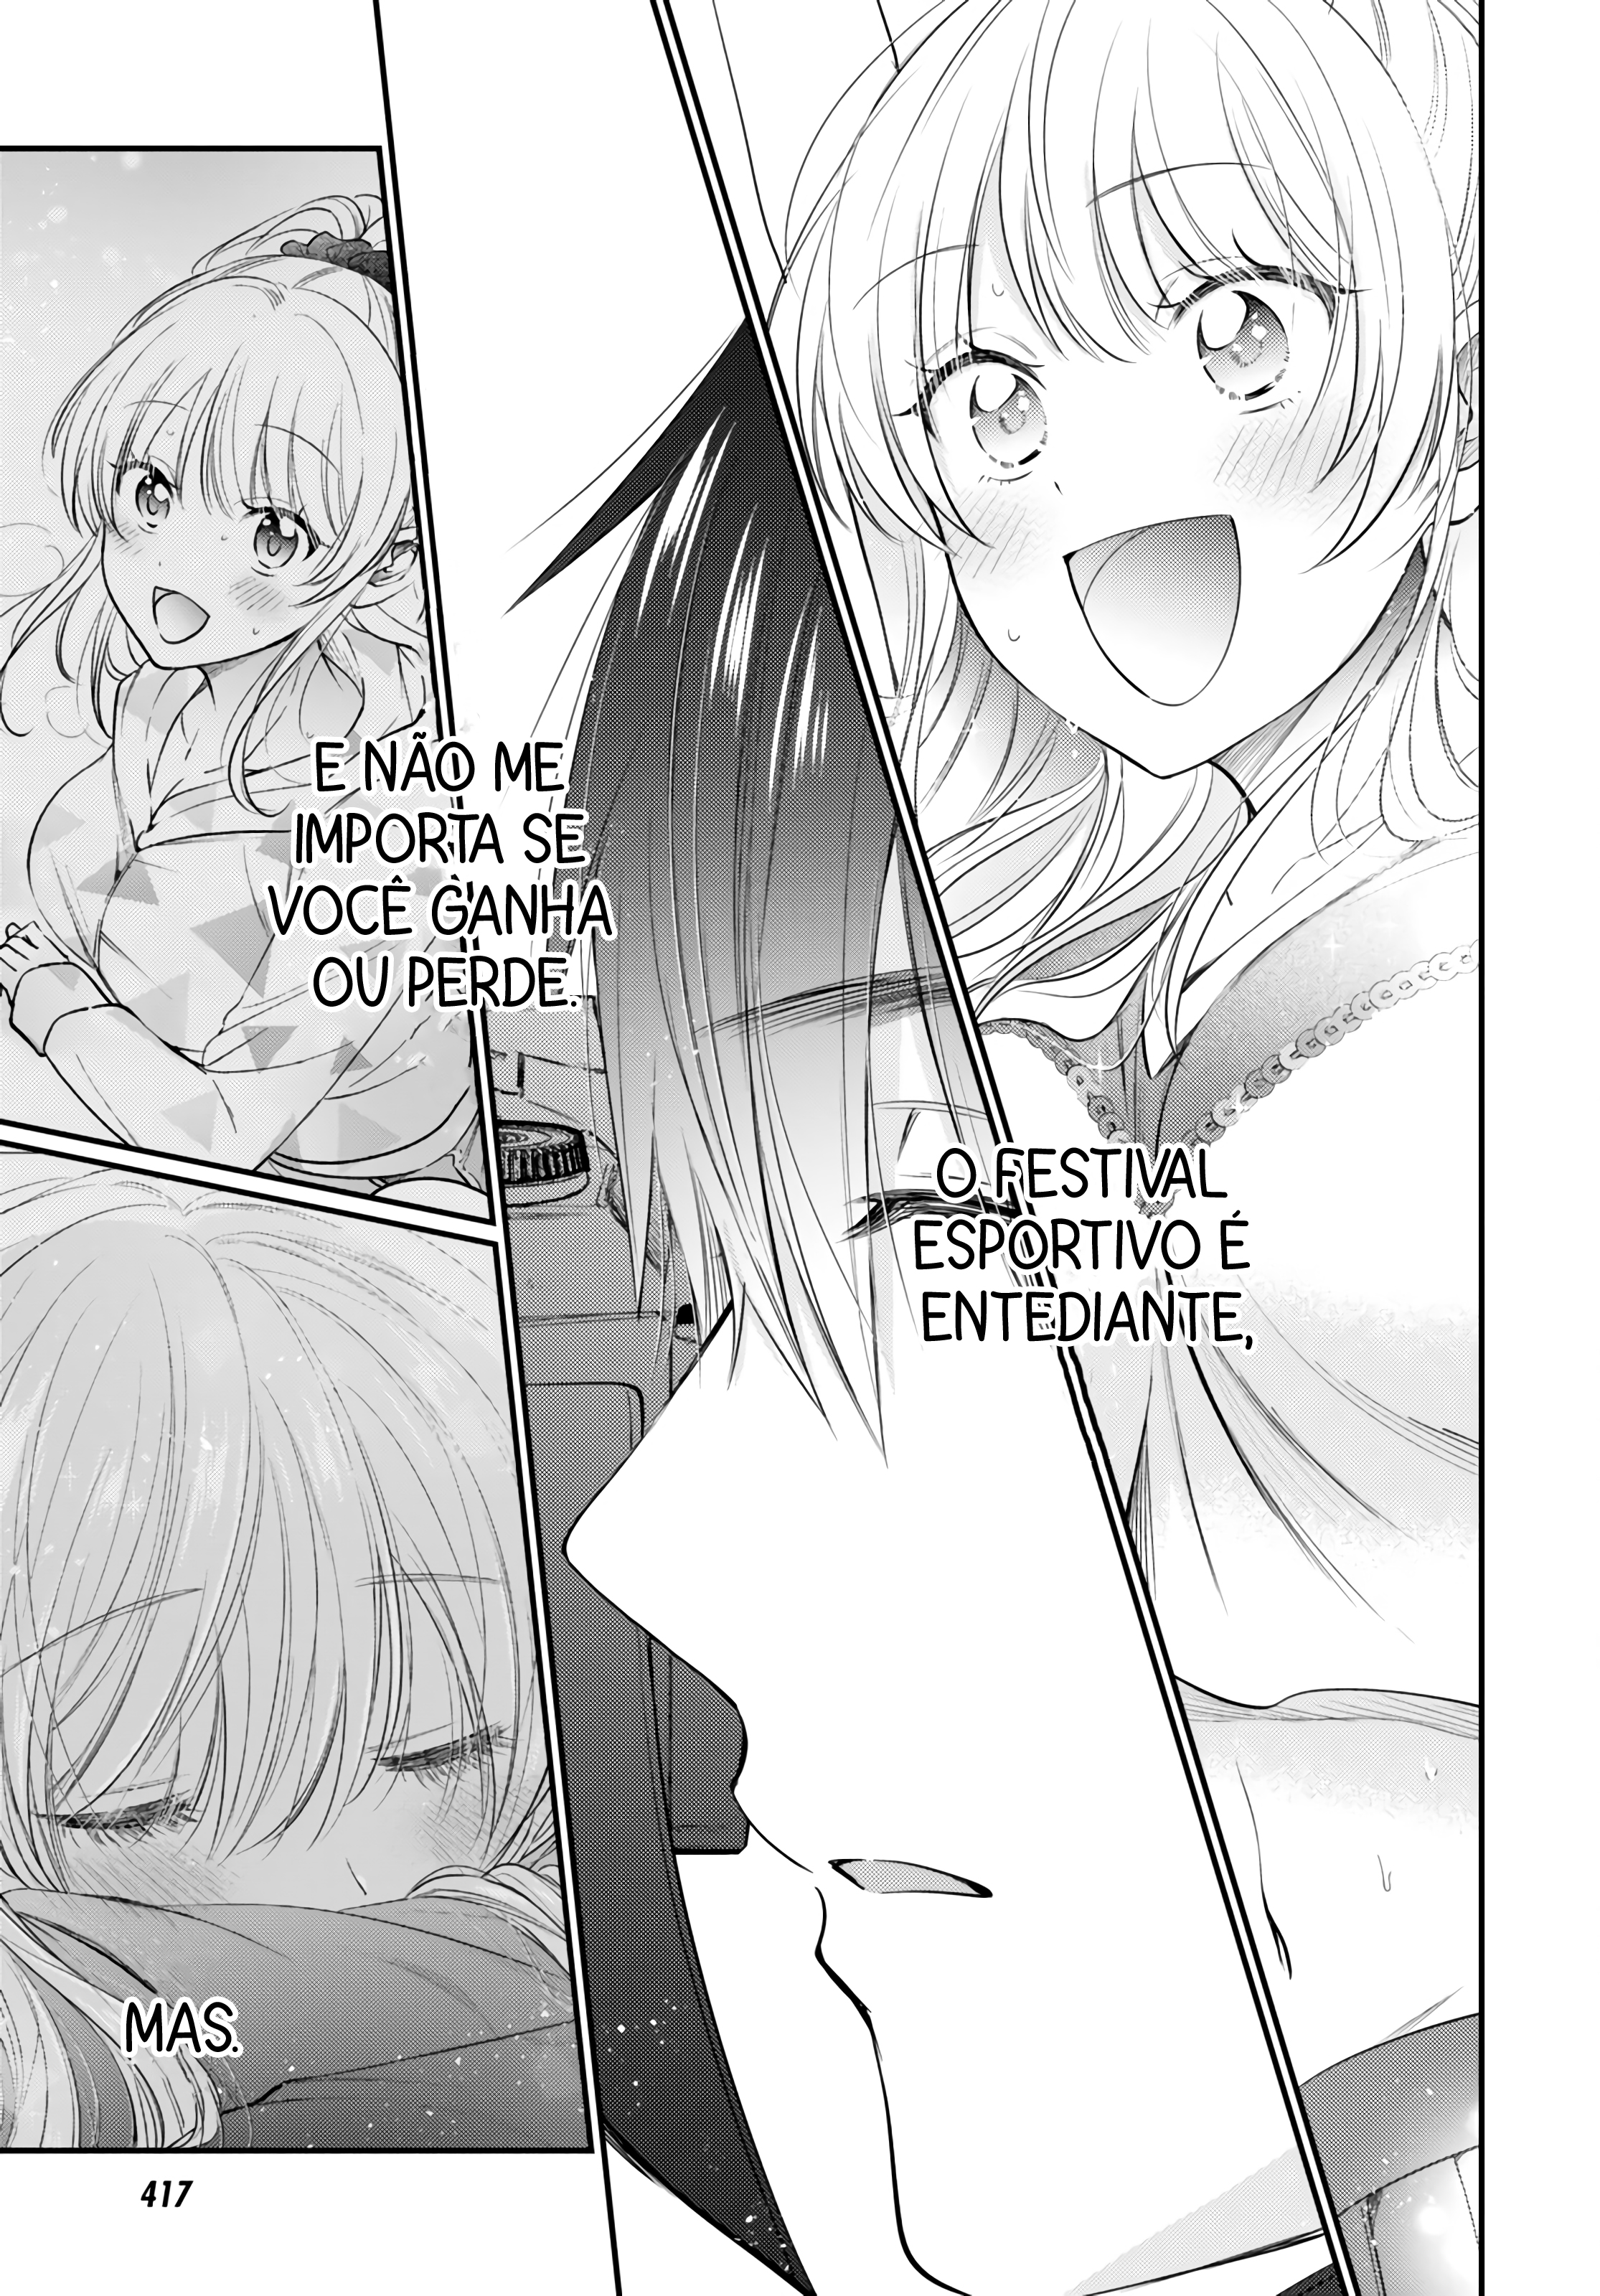 O FESTIVAL
ESPORTIVO É
ENTEDIANTE,
E NÃO ME
IMPORTA SE
VOCÊ GANHA
OU PERDE.
MAS.
417